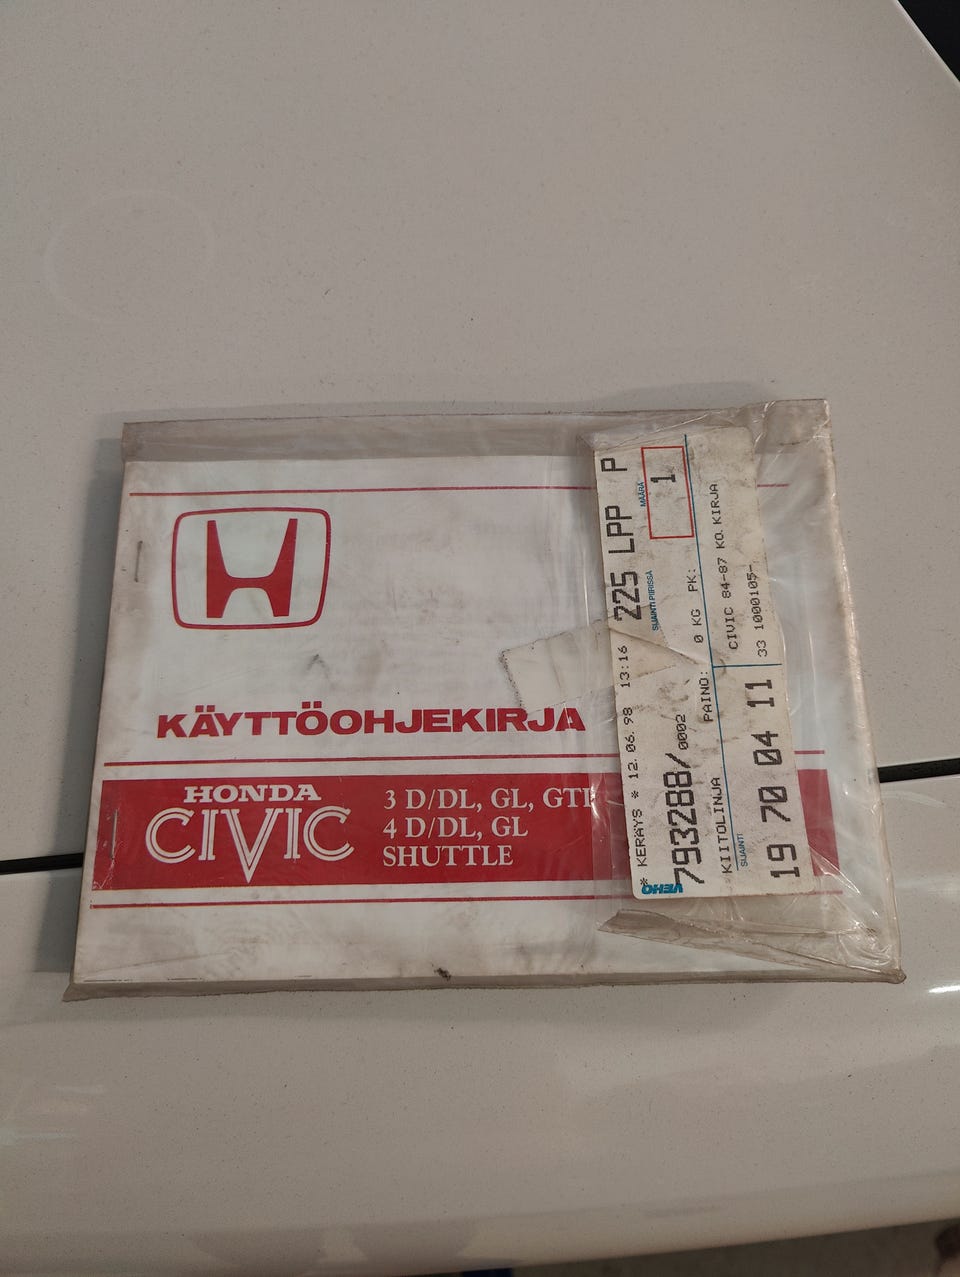 KÄYTTÖOHJEKIRJA
HONDA
CIVIC
3 D/DL, GL, GTI
4 D/DL, GL
SHUTTLE
* KERÄYS * 12.06.98 13:16 225 LPP P
VEHO
793288/0002
SIJAINTI PIIRISSÄ
MÄÄRÄ
1
KIITOLINJA
PAINO: 0 KG PK:
SIJAINTI
19 70 04 11
CIVIC 84-87 KO.KIRJA
33 1000105-